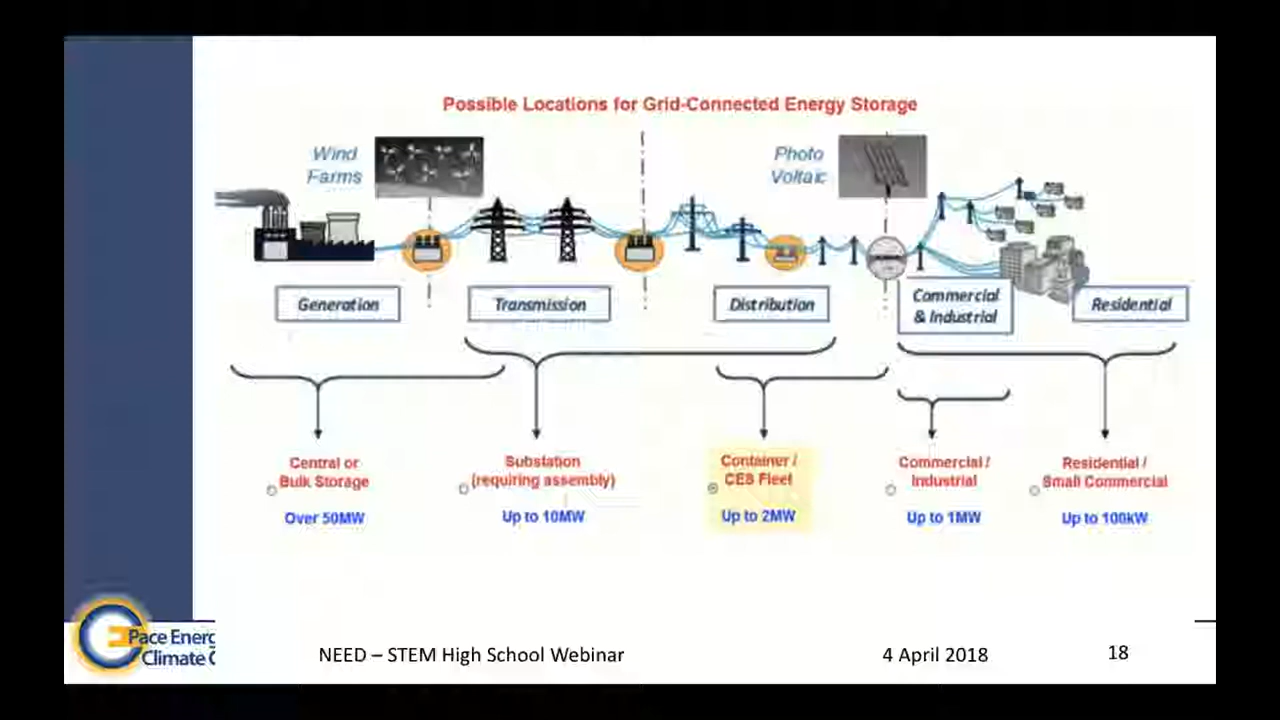 Possible Locations for Grid-Connected Energy Storage
Wind
Farms
Photo
Voltaic
Generation
Transmission
Distribution
Commercial
& Industrial
Residential
Central or
Bulk Storage
Over 50MW
Substation
(requiring assembly)
Up to 10MW
Container /
CES Fleet
Up to 2MW
Commercial /
Industrial
Up to 1MW
Residential /
Small Commercial
Up to 100kW
Pace Energ
Climate C
NEED – STEM High School Webinar
4 April 2018
18